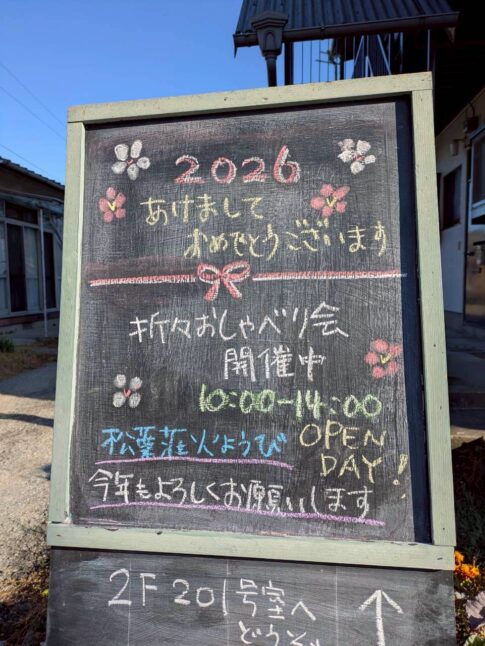 2026
あけまして
おめでとうございます
折々おしゃべり会
開催中
10:00-14:00
松葉荘火ようび
OPEN
DAY!
今年もよろしくお願いします
2F 201号室へ
どうぞ
↑